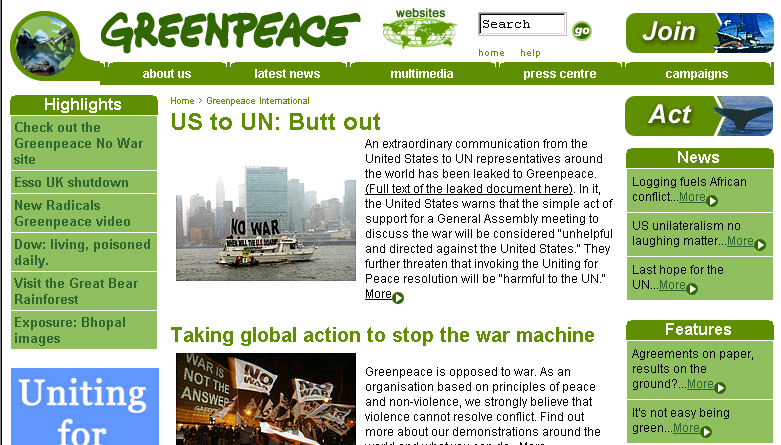 GREENPEACE
websites
Search
go
home help
Join
about us latest news multimedia press centre campaigns
Highlights
Check out the
Greenpeace No War
site
Esso UK shutdown
New Radicals
Greenpeace video
Dow: living, poisoned
daily.
Visit the Great Bear
Rainforest
Exposure: Bhopal
images
Uniting
for
Home > Greenpeace International
US to UN: Butt out
NO WAR
An extraordinary communication from the
United States to UN representatives around
the world has been leaked to Greenpeace.
(Full text of the leaked document here). In it,
the United States warns that the simple act of
support for a General Assembly meeting to
discuss the war will be considered "unhelpful
and directed against the United States." They
further threaten that invoking the Uniting for
Peace resolution will be "harmful to the UN."
More
Taking global action to stop the war machine
WAR IS
NOT THE
ANSWER
GREENPEACE
NO
WAR
Greenpeace is opposed to war. As an
organisation based on principles of peace
and non-violence, we strongly believe that
violence cannot resolve conflict. Find out
more about our demonstrations around the
world and what you can do...More
Act
News
Logging fuels African
conflict...More
US unilateralism no
laughing matter...More
Last hope for the
UN...More
Features
Agreements on paper,
results on the
ground?...More
It's not easy being
green...More